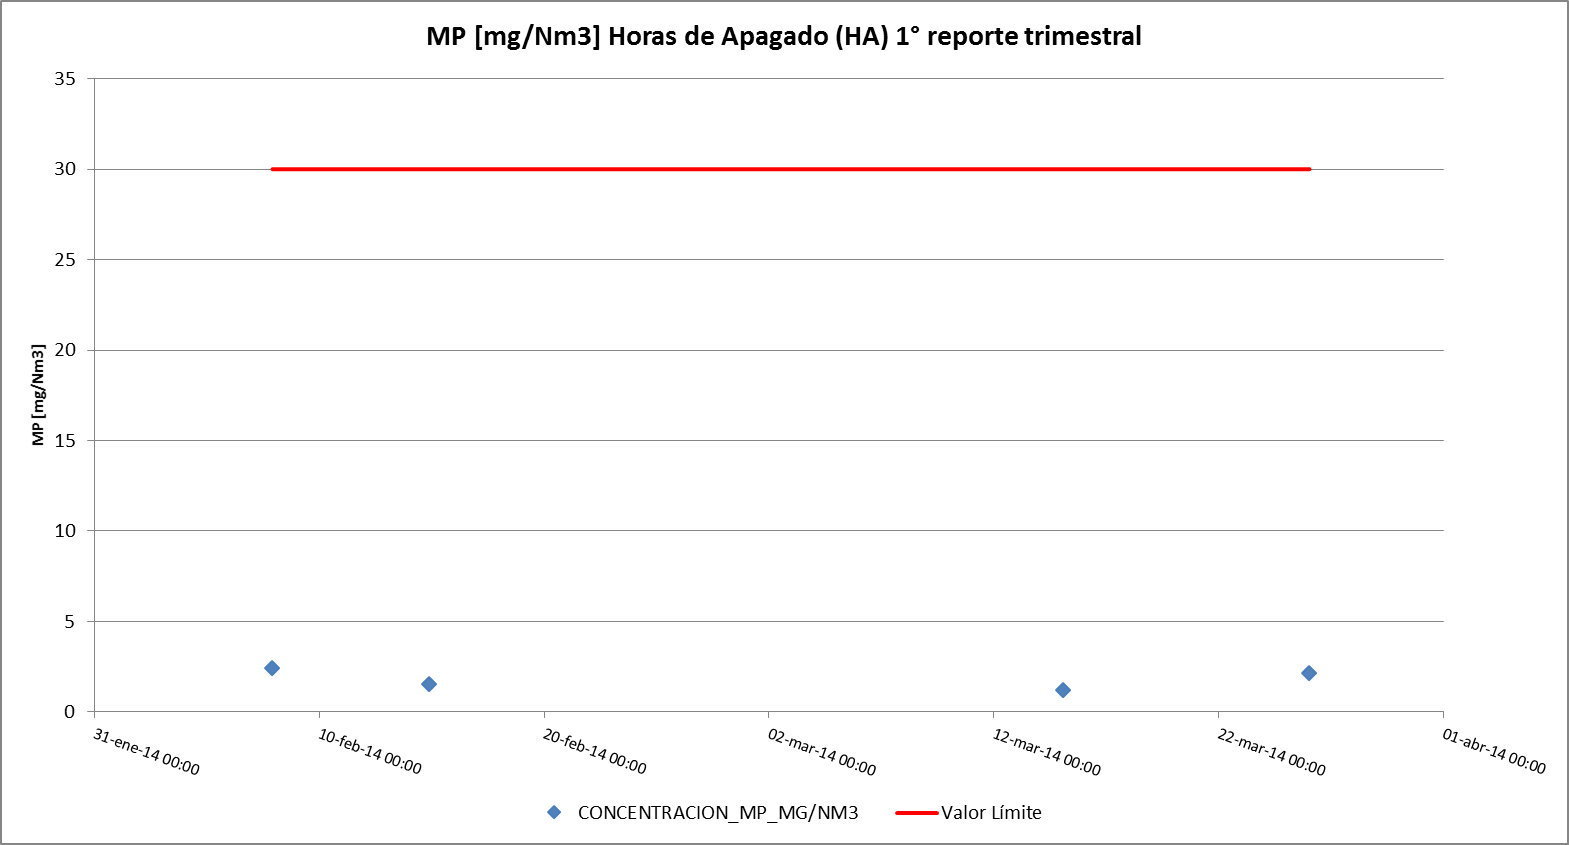 MP [mg/Nm3] Horas de Apagado (HA) 1° reporte trimestral
35
30
25
20
15
10
5
0
MP [mg/Nm3]
31-ene-14 00:00
10-feb-14 00:00
20-feb-14 00:00
02-mar-14 00:00
12-mar-14 00:00
22-mar-14 00:00
01-abr-14 00:00
CONCENTRACION_MP_MG/NM3
Valor Límite